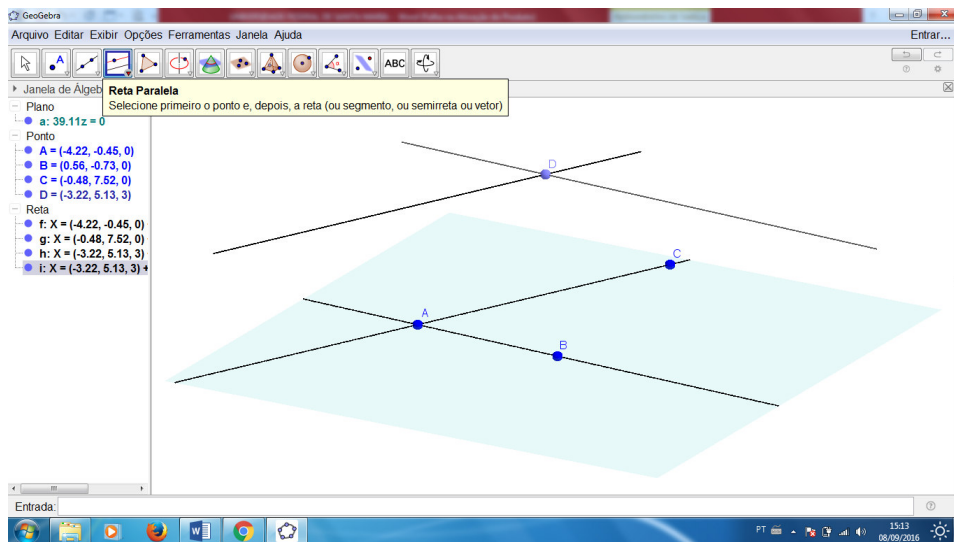 GeoGebra
Arquivo Editar Exibir Opções Ferramentas Janela Ajuda
Entrar...
ABC
Janela de Álgeb
Reta Paralela
Selecione primeiro o ponto e, depois, a reta (ou segmento, ou semirreta ou vetor)
Plano
a: 39.11z = 0
Ponto
A = (-4.22, -0.45, 0)
B = (0.56, -0.73, 0)
C = (-0.48, 7.52, 0)
D = (-3.22, 5.13, 3)
Reta
f: X = (-4.22, -0.45, 0)
g: X = (-0.48, 7.52, 0)
h: X = (-3.22, 5.13, 3)
i: X = (-3.22, 5.13, 3) +
D
C
A
B
Entrada:
PT
15:13
08/09/2016